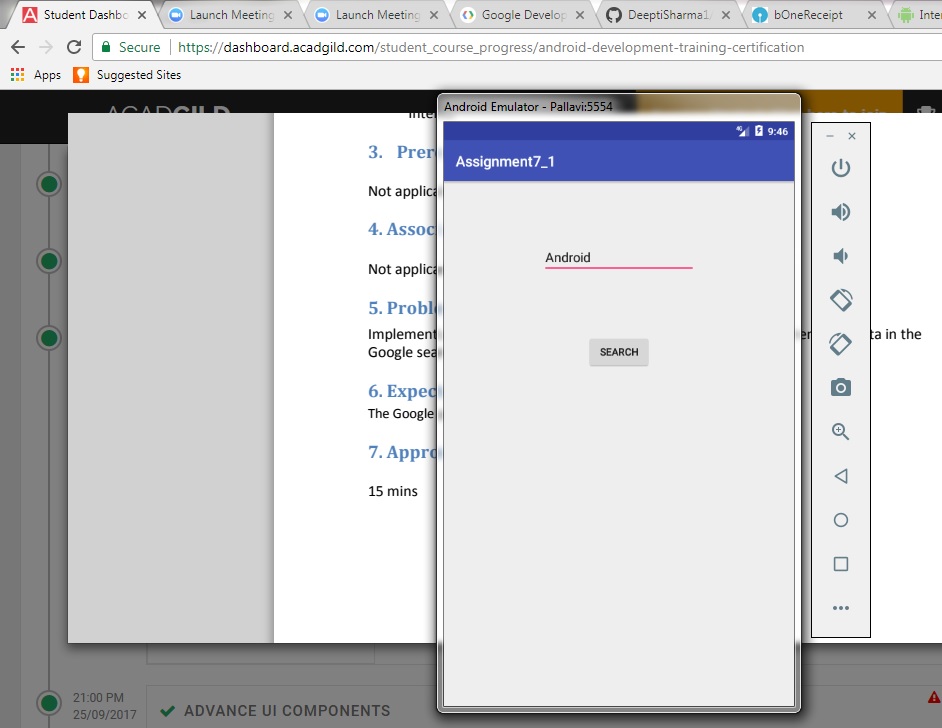 Student Dashbo
Launch Meeting
Launch Meeting
Google Develop
DeeptiSharma1
bOneReceipt
Inter
Secure
https://dashboard.acadgild.com/student_course_progress/android-development-training-certification
Apps
Suggested Sites
ACADGILD
Android Emulator - Pallavi:5554
9:46
Assignment7_1
Android
SEARCH
3. Prer
Not applica
4. Assoc
Not applica
5. Proble
Implement
ta in the
Google sea
6. Expec
The Google
7. Appro
15 mins
21:00 PM
25/09/2017
ADVANCE UI COMPONENTS